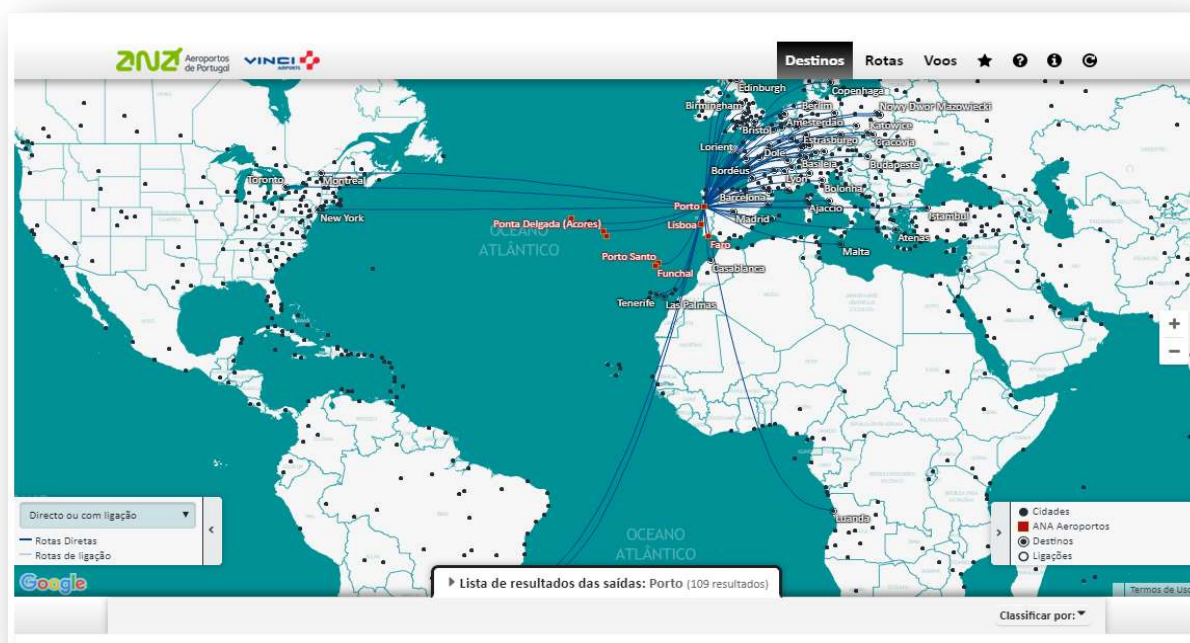 ANA Aeroportos de Portugal VINCI AIRPORTS
Destinos Rotas Voos
Edinburgh
Copenhaga
Birmingham
Berlim
Nowy Dwor Mazowiecki
Amesterdão
Katowice
Bristol
Estrasburgo
Cracóvia
Lorient
Dole
Basileia
Budapeste
Bordéus
Lyon
Toronto
Montreal
Barcelona
Bolonha
Porto
Ajaccio
New York
Ponta Delgada (Açores)
Lisboa
Madrid
Istambul
Faro
Atenas
OCEANO
ATLÂNTICO
Porto Santo
Malta
Casablanca
Funchal
Tenerife
Las Palmas
+
−
Luanda
OCEANO
ATLÂNTICO
Directo ou com ligação
Rotas Diretas
Rotas de ligação
Cidades
ANA Aeroportos
Destinos
Ligações
Google
Lista de resultados das saídas: Porto (109 resultados)
Termos de Uso
Classificar por: